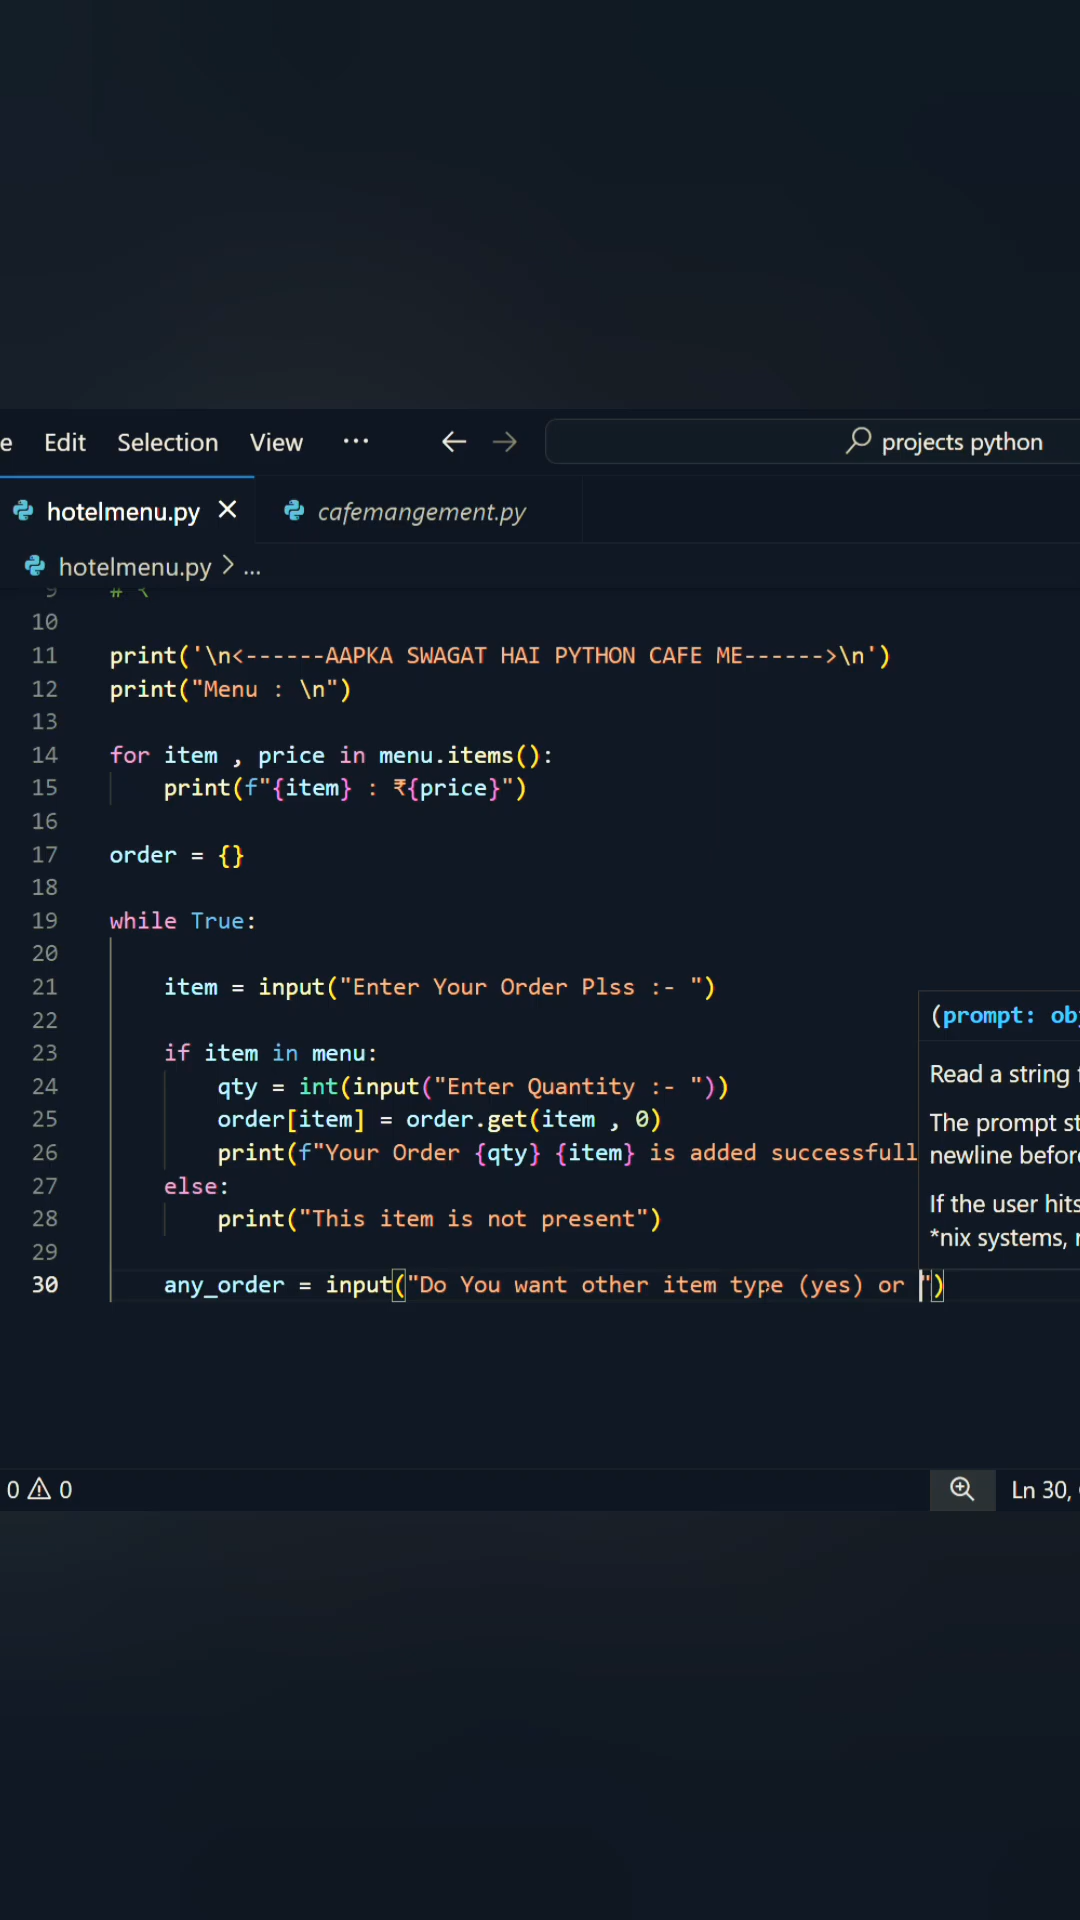 e Edit Selection View ... projects python
hotelmenu.py cafemangement.py
hotelmenu.py > ...
9 # ₹
10
11 print('\n<------AAPKA SWAGAT HAI PYTHON CAFE ME------>\n')
12 print("Menu : \n")
13
14 for item , price in menu.items():
15 print(f"{item} : ₹{price}")
16
17 order = {}
18
19 while True:
20
21 item = input("Enter Your Order Plss :- ")
22
23 if item in menu:
24 qty = int(input("Enter Quantity :- "))
25 order[item] = order.get(item , 0)
26 print(f"Your Order {qty} {item} is added successfull
27 else:
28 print("This item is not present")
29
30 any_order = input("Do You want other item type (yes) or ")
(prompt: ob
Read a string
The prompt st
newline before
If the user hits
*nix systems, r
0 0 Ln 30,